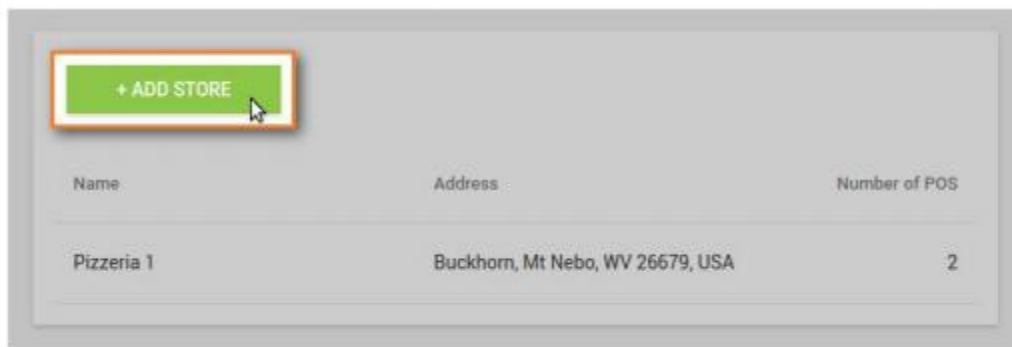 + ADD STORE
Name Address Number of POS
Pizzeria 1 Buckhorn, Mt Nebo, WV 26679, USA 2